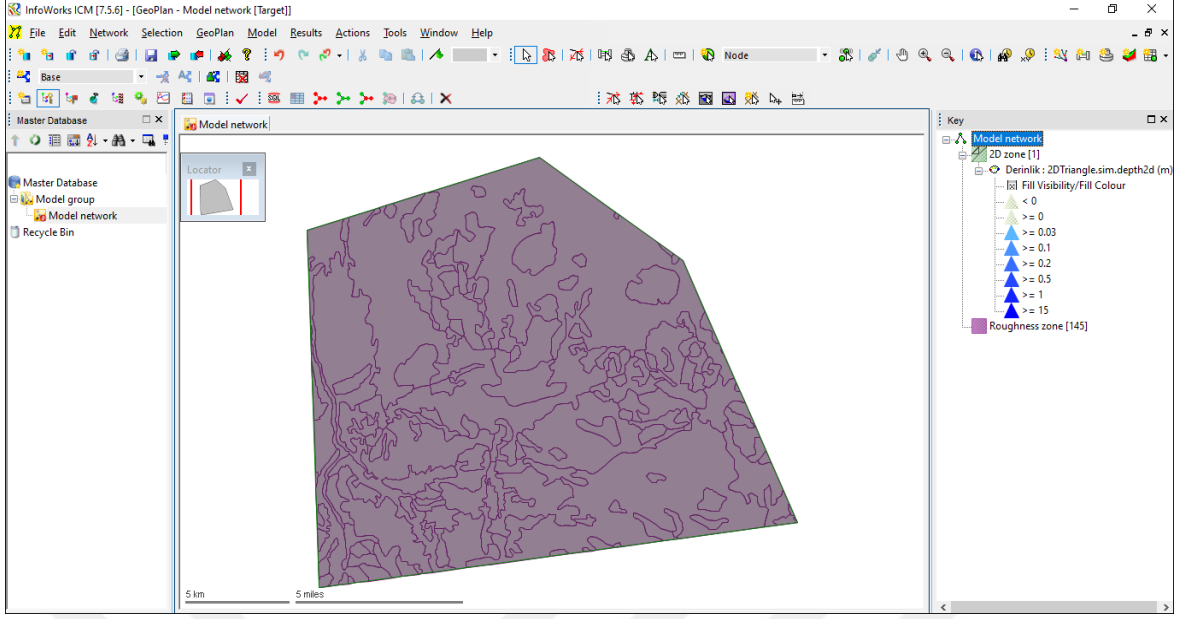 InfoWorks ICM [7.5.6] - [GeoPlan - Model network [Target]]
File Edit Network Selection GeoPlan Model Results Actions Tools Window Help
Node
Base
SQL
Master Database
Model network
Key
Locator
Master Database
Model group
Model network
Recycle Bin
Model network
2D zone [1]
Derinlik : 2DTriangle.sim.depth2d (m)
Fill Visibility/Fill Colour
< 0
>= 0
>= 0.03
>= 0.1
>= 0.2
>= 0.5
>= 1
>= 15
Roughness zone [145]
5 km
5 miles